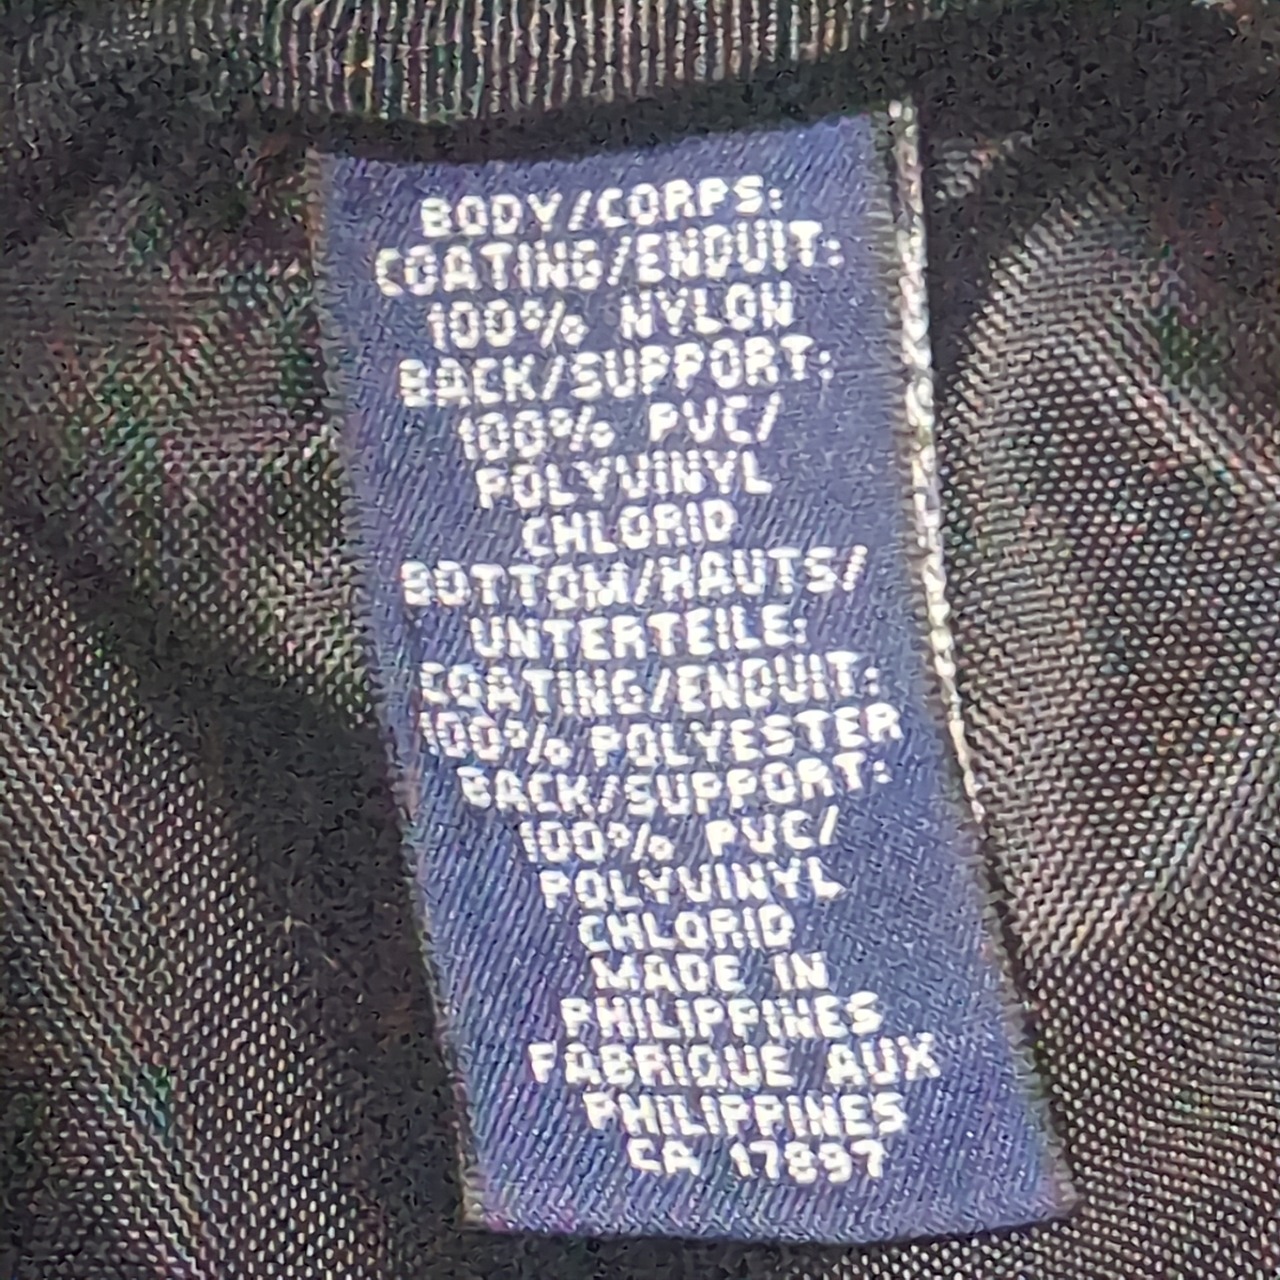 BODY/CORPS:
COATING/ENDUIT:
100% NYLON
BACK/SUPPORT:
100% PVC/
POLYVINYL
CHLORID
BOTTOM/HAUTS/
UNTERTEILE:
COATING/ENDUIT:
100% POLYESTER
BACK/SUPPORT:
100% PVC/
POLYVINYL
CHLORID
MADE IN
PHILIPPINES
FABRIQUE AUX
PHILIPPINES
CA 17897